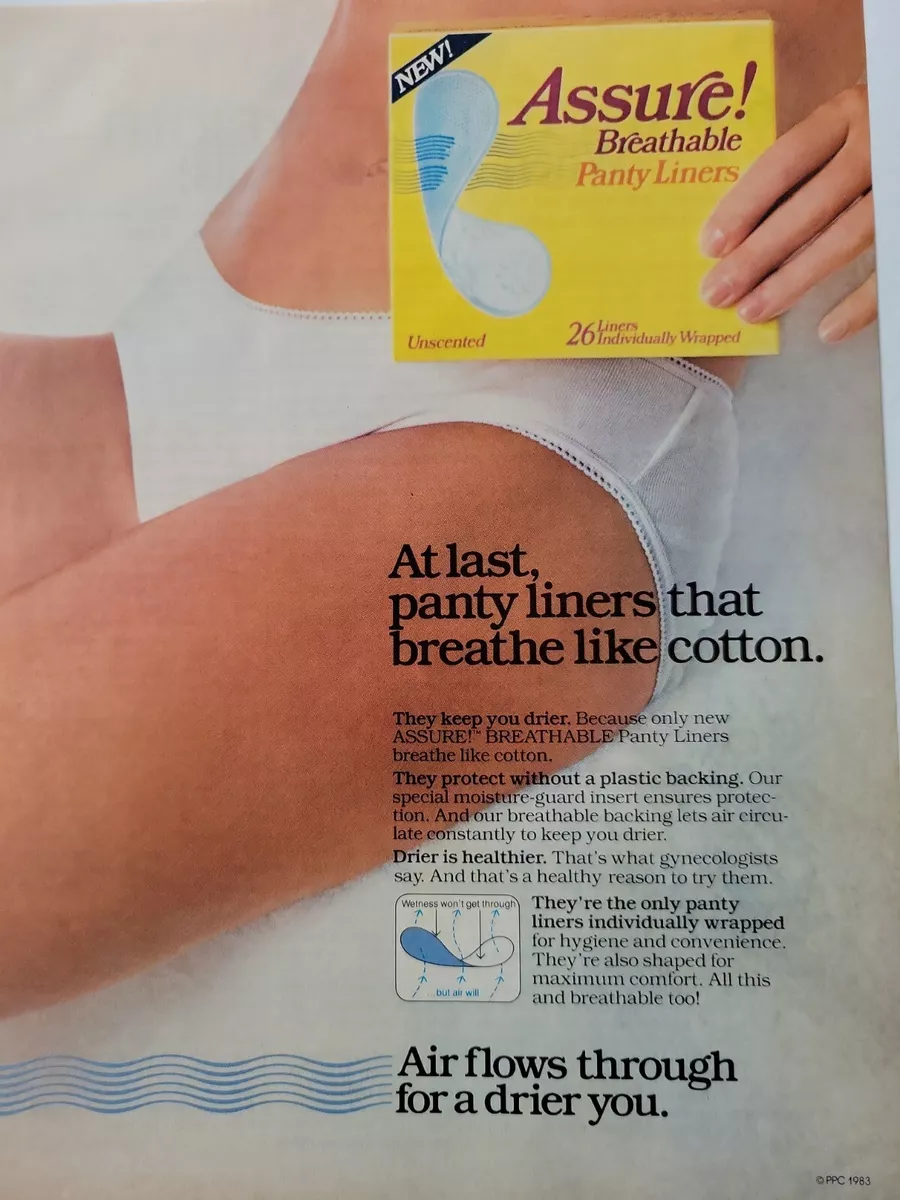 NEW!
Assure!
Breathable
Panty Liners
Unscented
26 Liners
Individually Wrapped
At last,
panty liners that
breathe like cotton.
They keep you drier. Because only new
ASSURE!™ BREATHABLE Panty Liners
breathe like cotton.
They protect without a plastic backing. Our
special moisture-guard insert ensures protec-
tion. And our breathable backing lets air circu-
late constantly to keep you drier.
Drier is healthier. That's what gynecologists
say. And that's a healthy reason to try them.
Wetness won't get through
but air will
They're the only panty
liners individually wrapped
for hygiene and convenience.
They're also shaped for
maximum comfort. All this
and breathable too!
Air flows through
for a drier you.
© PPC 1983